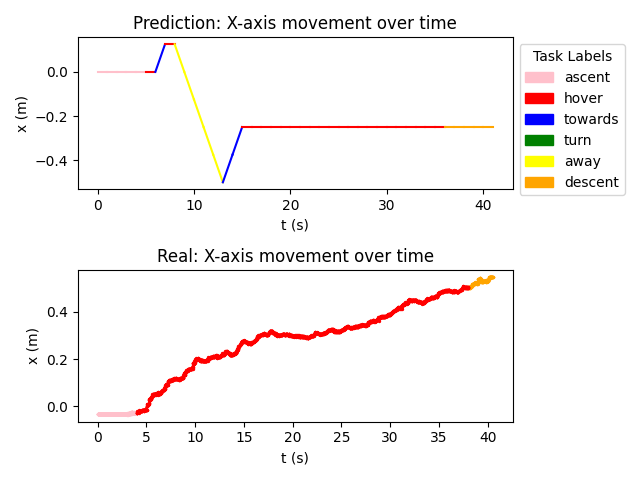 Prediction: X-axis movement over time
x (m)
0.0
−0.2
−0.4
0
10
20
30
40
t (s)
Task Labels
ascent
hover
towards
turn
away
descent
Real: X-axis movement over time
x (m)
0.4
0.2
0.0
0
5
10
15
20
25
30
35
40
t (s)